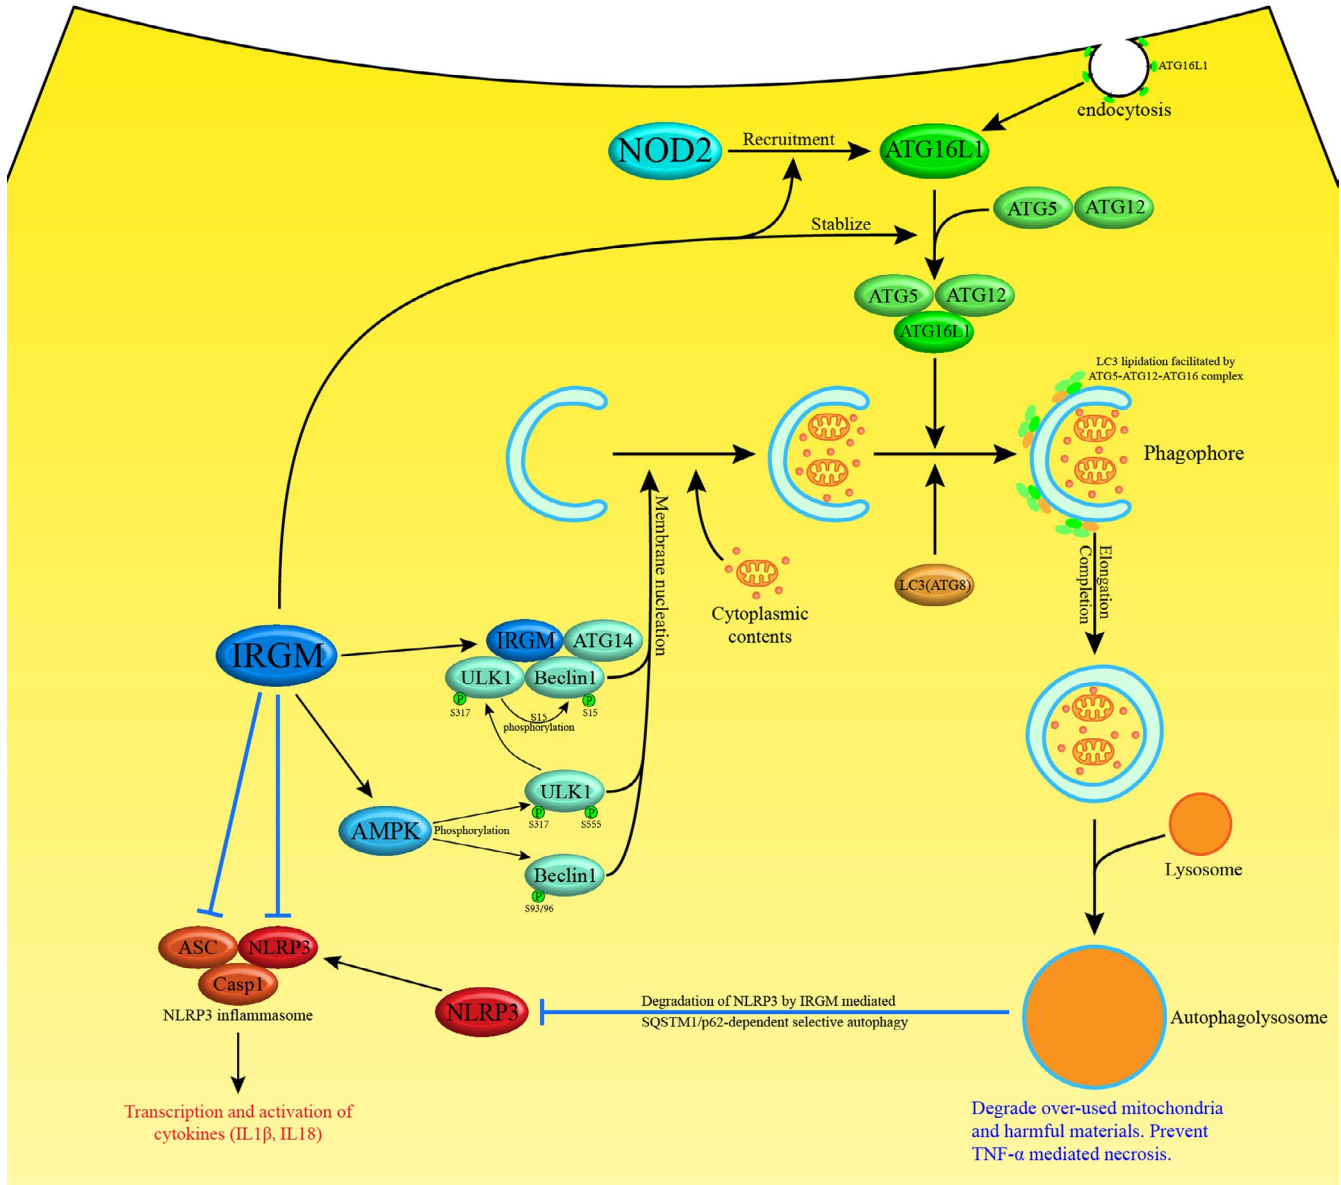 ATG16L1
endocytosis
NOD2
Recruitment
ATG16L1
ATG5
ATG12
Stablize
ATG5
ATG12
ATG16L1
LC3 lipidation facilitated by
ATG5-ATG12-ATG16 complex
Phagophore
Membrane nucleation
Cytoplasmic
contents
LC3(ATG8)
Elongation
Completion
IRGM
IRGM
ATG14
ULK1
Beclin1
P
S317
S15
phosphorylation
P
S15
ULK1
P
S317
P
S555
AMPK
Phosphorylation
Beclin1
P
S93/96
Lysosome
ASC
NLRP3
Casp1
NLRP3 inflammasome
NLRP3
Degradation of NLRP3 by IRGM mediated
SQSTM1/p62-dependent selective autophagy
Autophagolysosome
Transcription and activation of
cytokines (IL1β, IL18)
Degrade over-used mitochondria
and harmful materials. Prevent
TNF-α mediated necrosis.